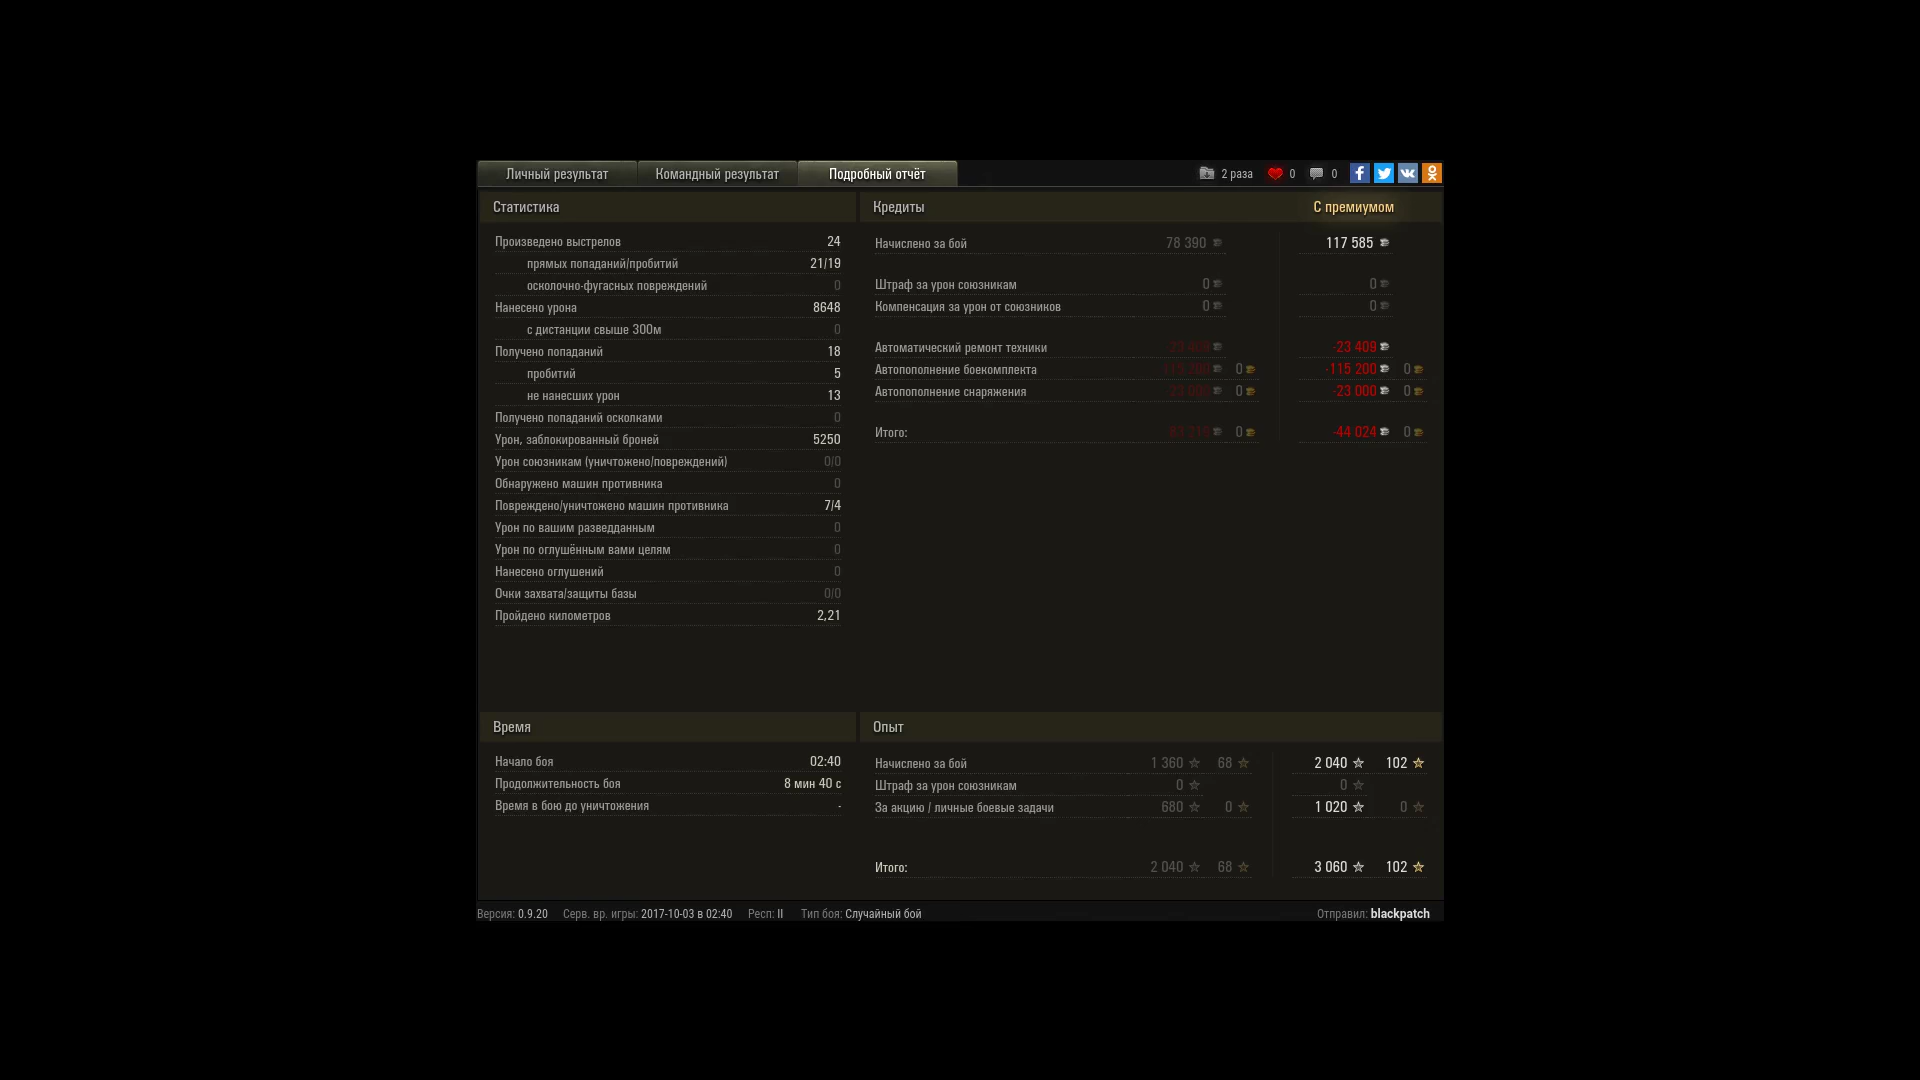 Личный результат Командный результат Подробный отчёт 2 раза 0 0
Статистика
Произведено выстрелов 24
прямых попаданий/пробитий 21/19
осколочно-фугасных повреждений 0
Нанесено урона 8648
с дистанции свыше 300м 0
Получено попаданий 18
пробитий 5
не нанесших урон 13
Получено попаданий осколками 0
Урон, заблокированный броней 5250
Урон союзникам (уничтожено/повреждений) 0/0
Обнаружено машин противника 0
Повреждено/уничтожено машин противника 7/4
Урон по вашим разведданным 0
Урон по оглушённым вами целям 0
Нанесено оглушений 0
Очки захвата/защиты базы 0/0
Пройдено километров 2,21
Кредиты С премиумом
Начислено за бой 78 390 117 585
Штраф за урон союзникам 0 0
Компенсация за урон от союзников 0 0
Автоматический ремонт техники -23 409
Автопополнение боекомплекта 0 -115 200 0
Автопополнение снаряжения 0 -23 000 0
Итого: 0 -44 024 0
Время
Начало боя 02:40
Продолжительность боя 8 мин 40 с
Время в бою до уничтожения -
Опыт
Начислено за бой 1 360 68 2 040 102
Штраф за урон союзникам 0 0
За акцию / личные боевые задачи 680 0 1 020 0
Итого: 2 040 68 3 060 102
Версия: 0.9.20 Серв. вр. игры: 2017-10-03 в 02:40 Респ: II Тип боя: Случайный бой Отправил: blackpatch